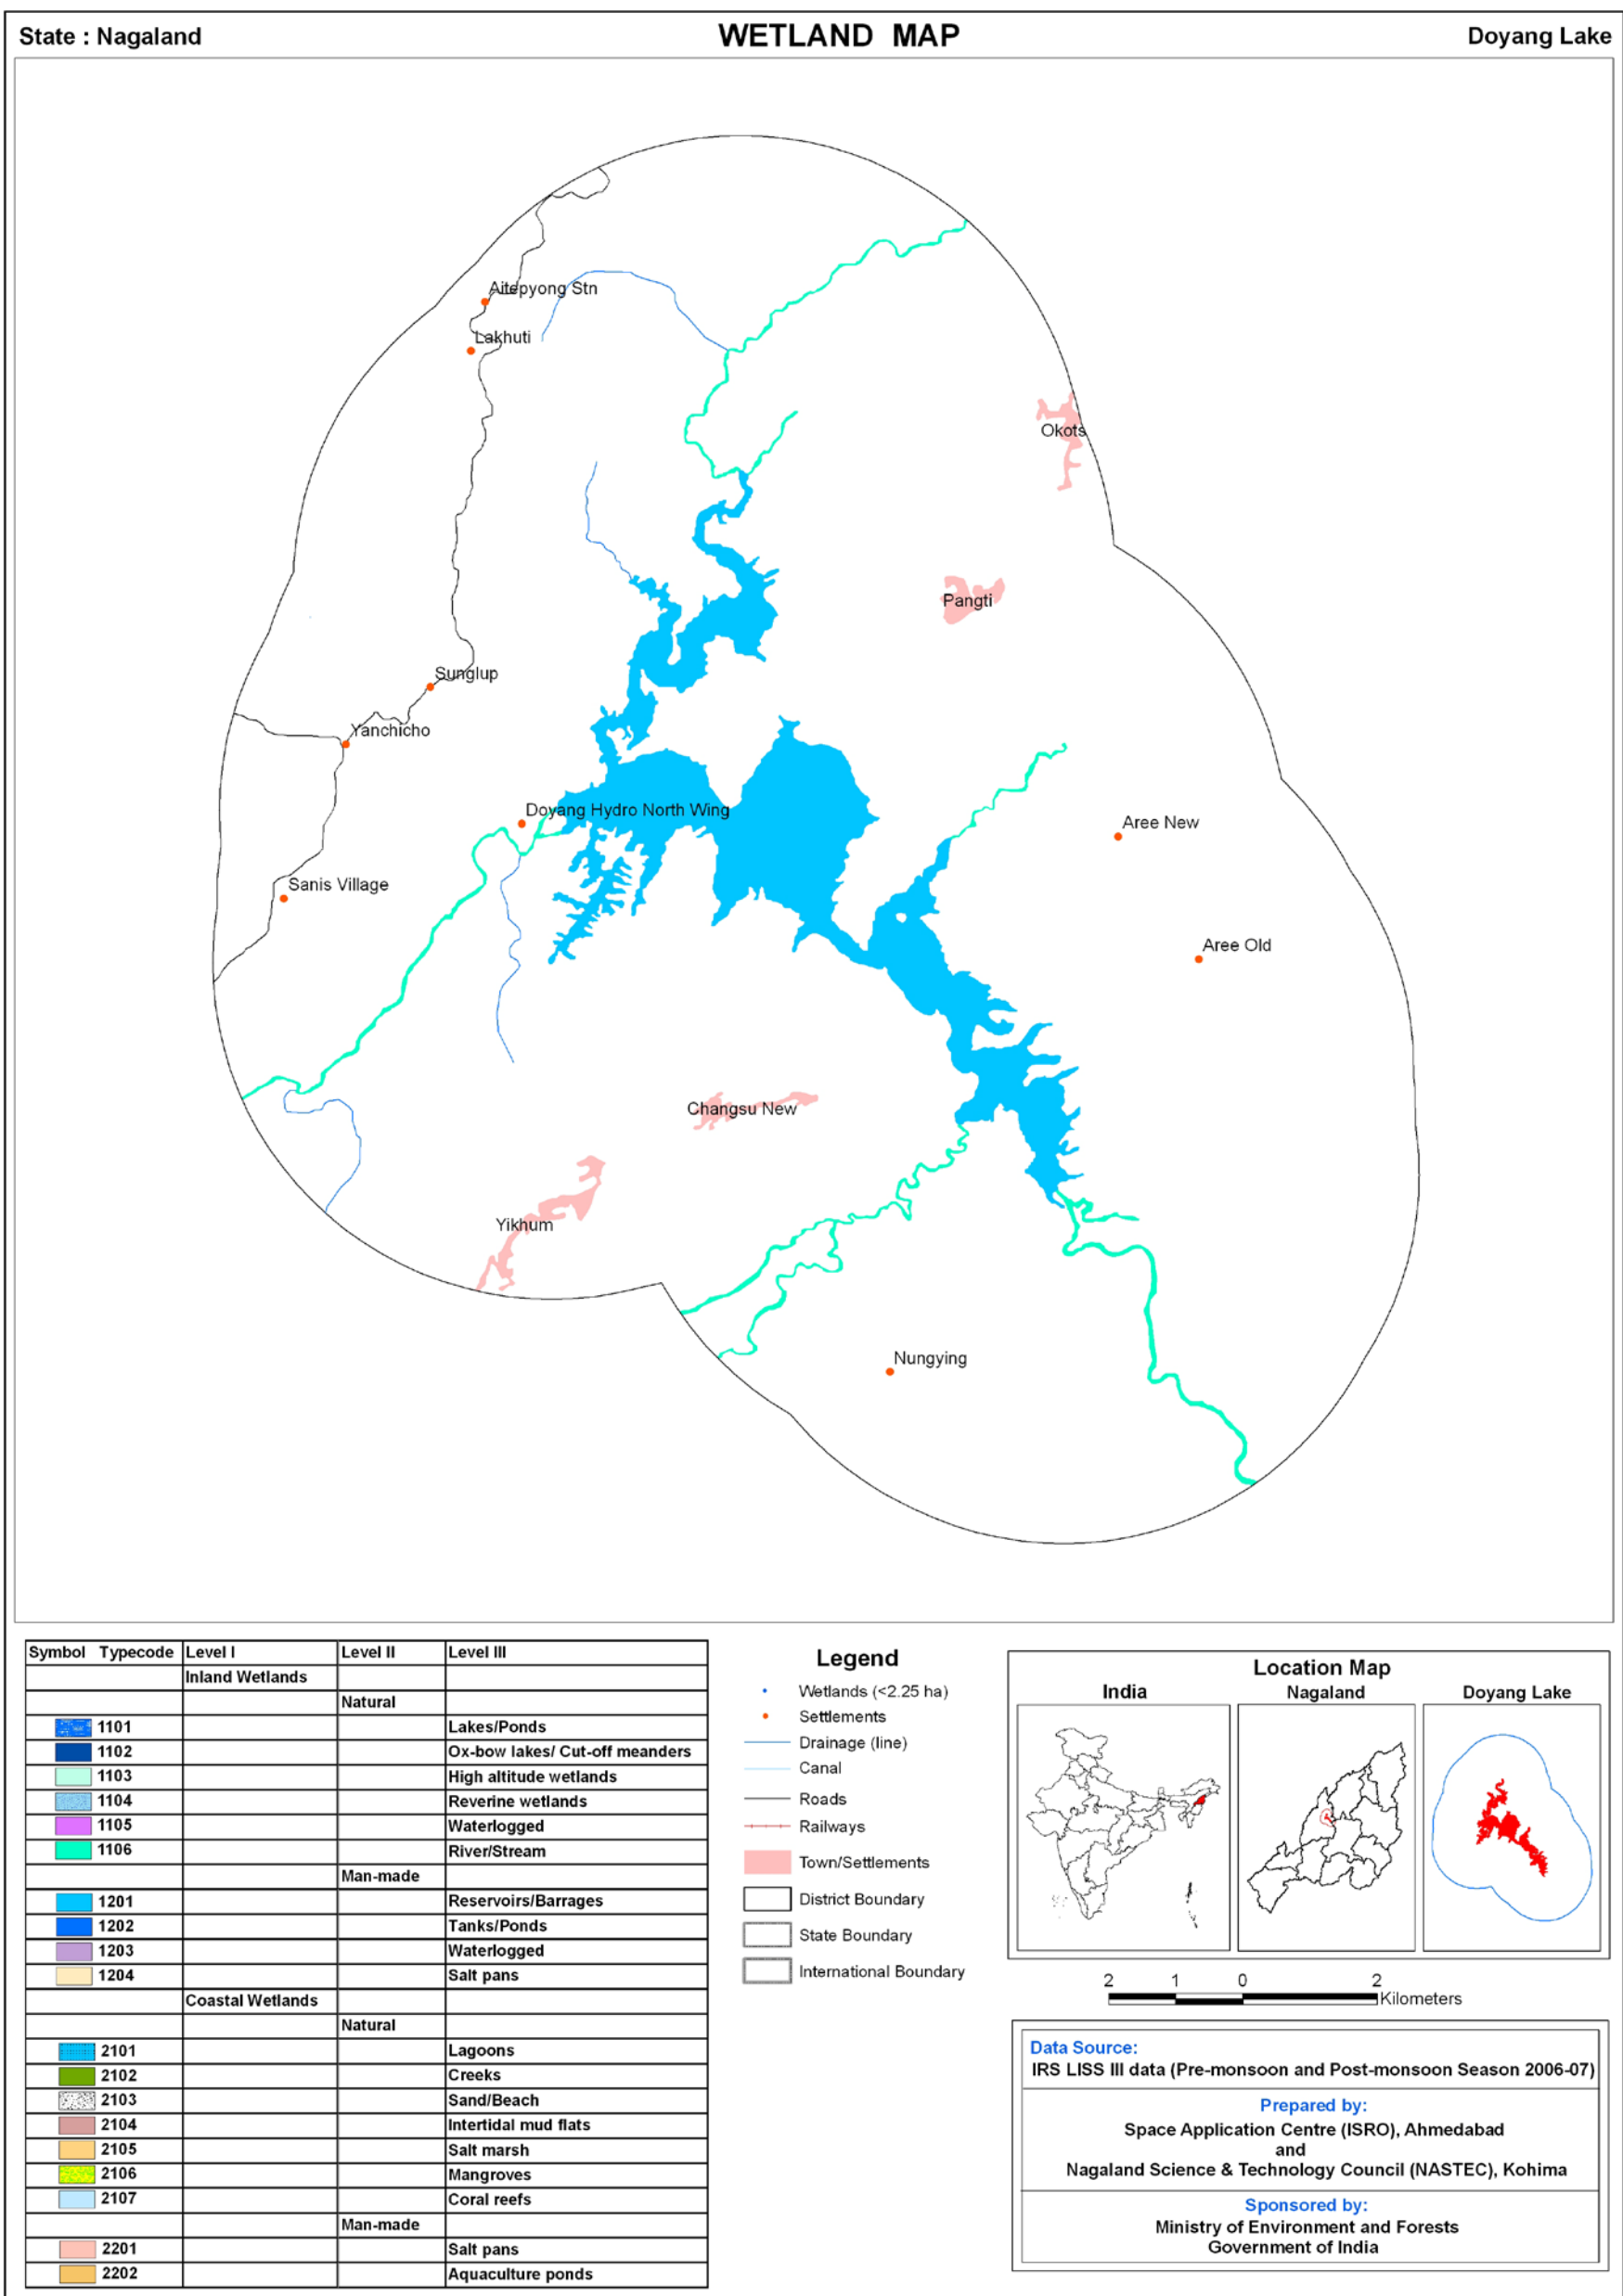 State : Nagaland
WETLAND MAP
Doyang Lake
Aitepyong Stn
Lakhuti
Okots
Pangti
Sunglup
Yanchicho
Doyang Hydro North Wing
Aree New
Sanis Village
Aree Old
Changsu New
Yikhum
Nungying
Symbol Typecode Level I Level II Level III
Inland Wetlands
Natural
1101 Lakes/Ponds
1102 Ox-bow lakes/ Cut-off meanders
1103 High altitude wetlands
1104 Reverine wetlands
1105 Waterlogged
1106 River/Stream
Man-made
1201 Reservoirs/Barrages
1202 Tanks/Ponds
1203 Waterlogged
1204 Salt pans
Coastal Wetlands
Natural
2101 Lagoons
2102 Creeks
2103 Sand/Beach
2104 Intertidal mud flats
2105 Salt marsh
2106 Mangroves
2107 Coral reefs
Man-made
2201 Salt pans
2202 Aquaculture ponds
Legend
Wetlands (<2.25 ha)
Settlements
Drainage (line)
Canal
Roads
Railways
Town/Settlements
District Boundary
State Boundary
International Boundary
Location Map
India
Nagaland
Doyang Lake
2 1 0 2
Kilometers
Data Source:
IRS LISS III data (Pre-monsoon and Post-monsoon Season 2006-07)
Prepared by:
Space Application Centre (ISRO), Ahmedabad
and
Nagaland Science & Technology Council (NASTEC), Kohima
Sponsored by:
Ministry of Environment and Forests
Government of India